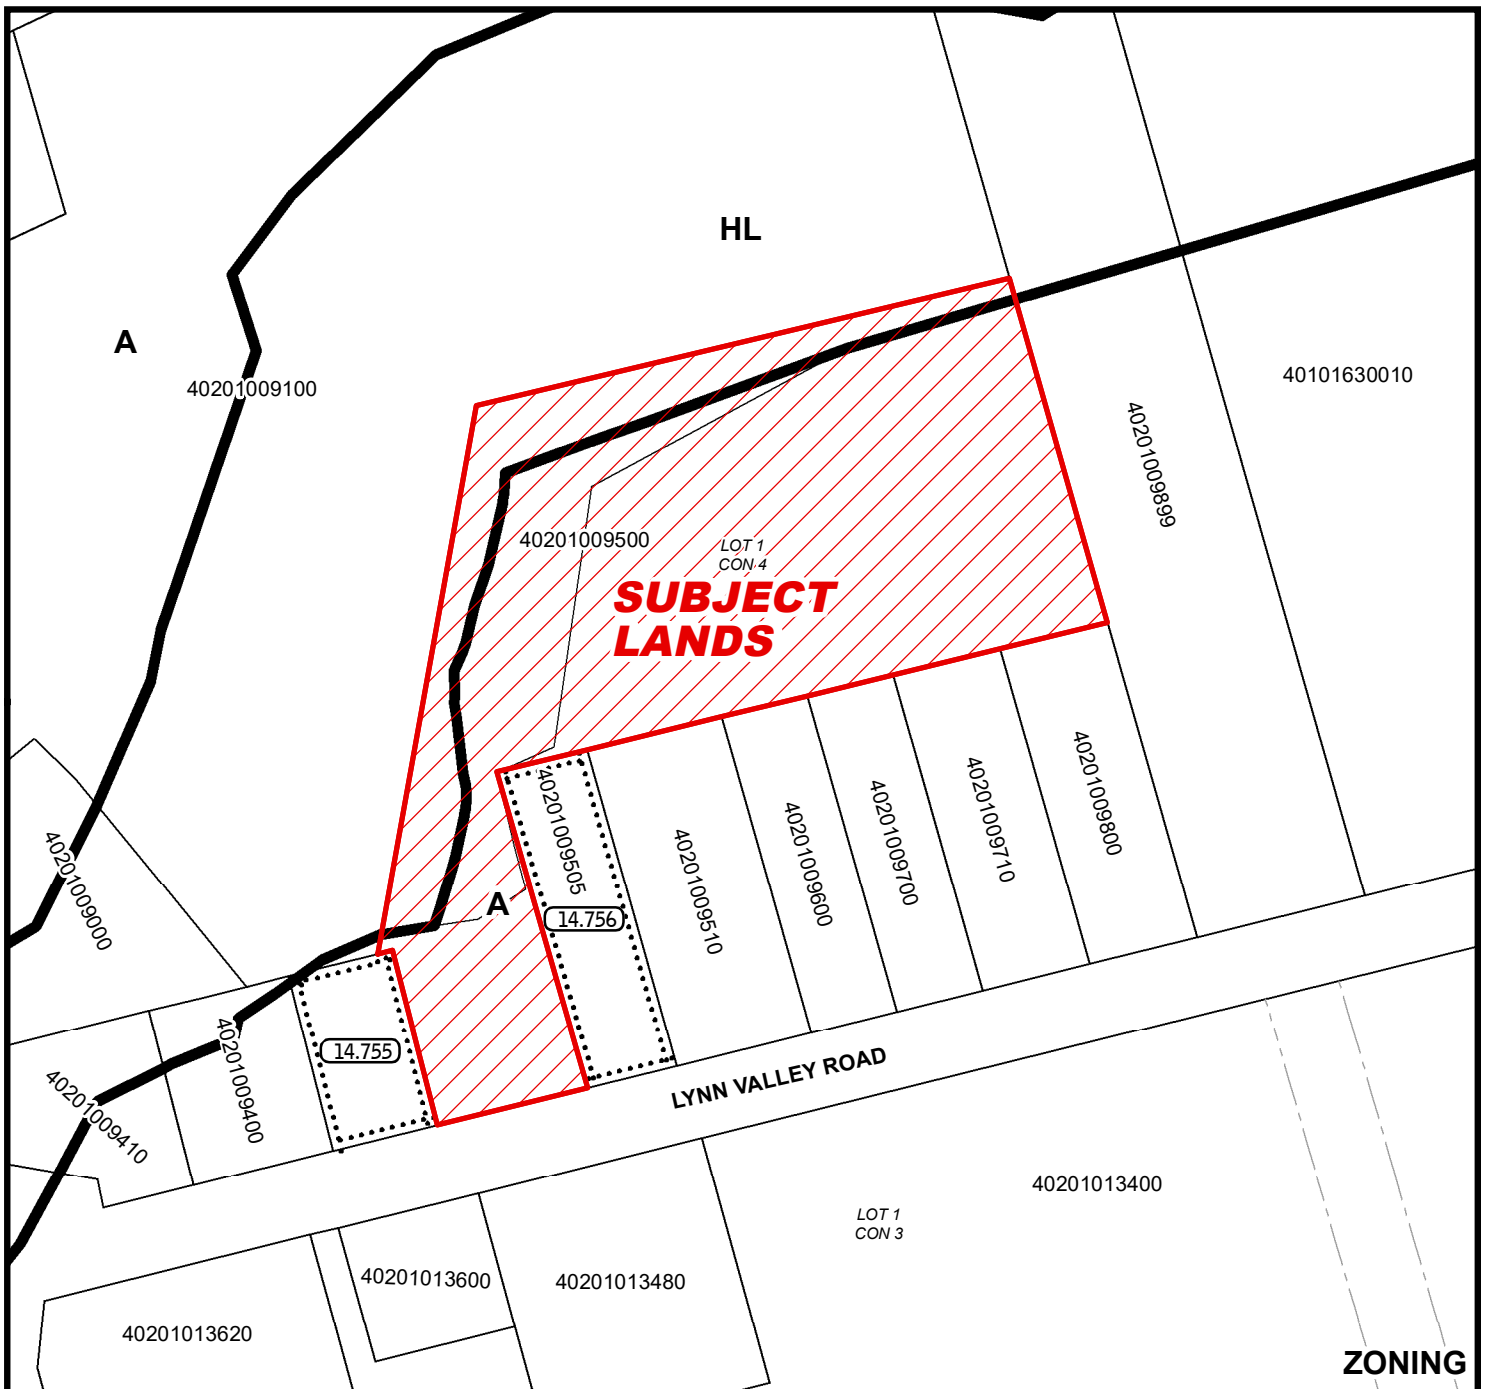 HL
A
40201009100
40101630010
40201009899
40201009500
LOT 1
CON 4
SUBJECT
LANDS
40201009000
40201009505
40201009510
40201009600
40201009700
40201009710
40201009800
A
14.756
14.755
40201009400
40201009410
LYNN VALLEY ROAD
40201013400
LOT 1
CON 3
40201013600
40201013480
40201013620
ZONING